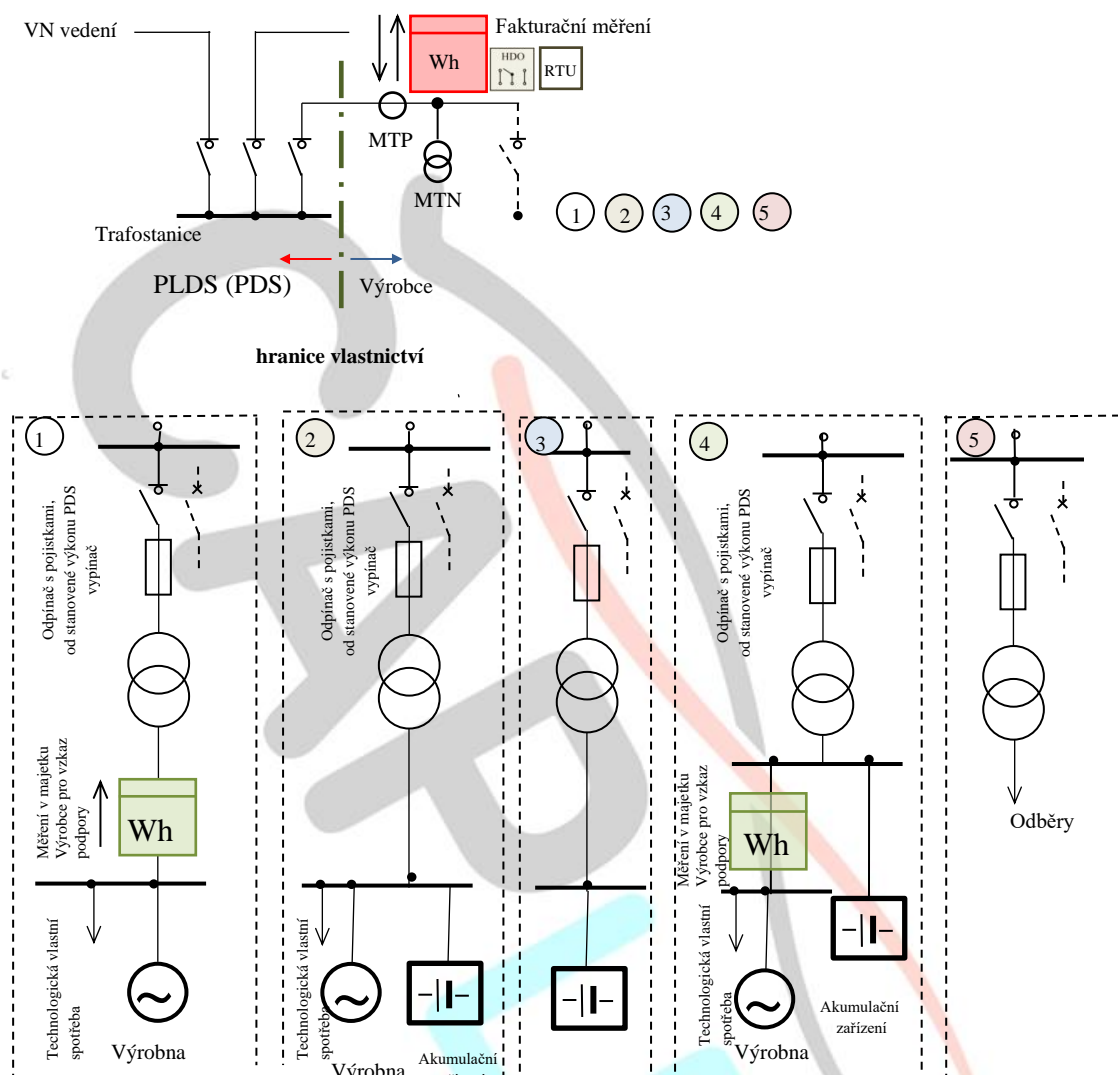 VN vedení
Fakturační měření
Wh
HDO
RTU
MTP
MTN
1 2 3 4 5
Trafostanice
PLDS (PDS)
Výrobce
hranice vlastnictví
1
Odpínač s pojistkami,
od stanovené výkonu PDS
vypínač
Měření v majetku
Výrobce pro vzkaz
podpory
Wh
Technologická vlastní
spotřeba
Výrobna
2
Odpínač s pojistkami,
od stanovené výkonu PDS
vypínač
Technologická vlastní
spotřeba
Výrobna
Akumulační
3
4
Odpínač s pojistkami,
od stanovené výkonu PDS
vypínač
Měření v majetku
Výrobce pro vzkaz
podpory
Wh
Technologická vlastní
spotřeba
Výrobna
Akumulační
zařízení
5
Odběry